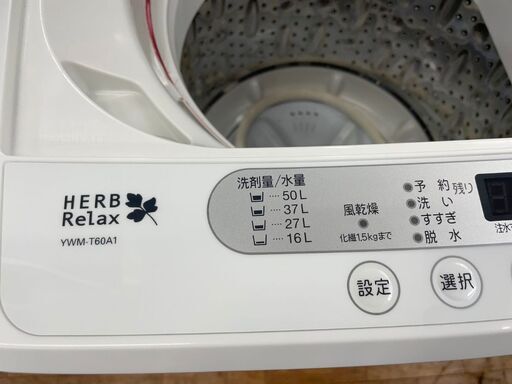 HERB
Relax
YWM-T60A1
洗剤量/水量
50L
37L
27L
16L
風乾燥
化繊1.5kgまで
予約
洗い
すすぎ
脱水
残り
設定
選択